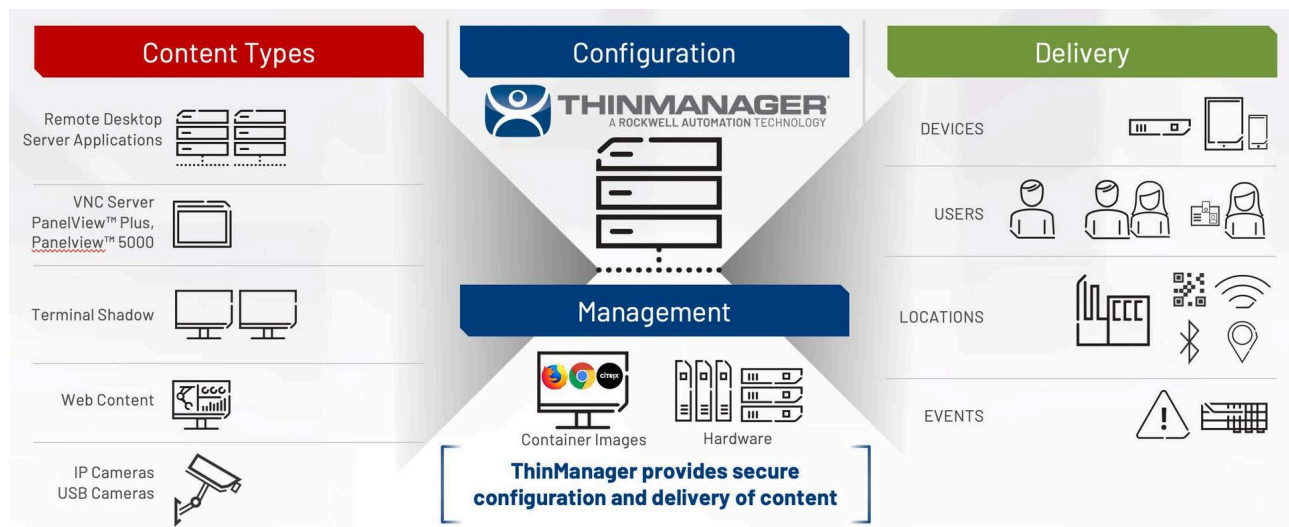 Content Types
Remote Desktop
Server Applications
VNC Server
PanelView™ Plus,
Panelview™ 5000
Terminal Shadow
Web Content
IP Cameras
USB Cameras
Configuration
THINMANAGER®
A ROCKWELL AUTOMATION TECHNOLOGY
Management
citrix
Container Images
Hardware
ThinManager provides secure
configuration and delivery of content
Delivery
DEVICES
USERS
LOCATIONS
EVENTS